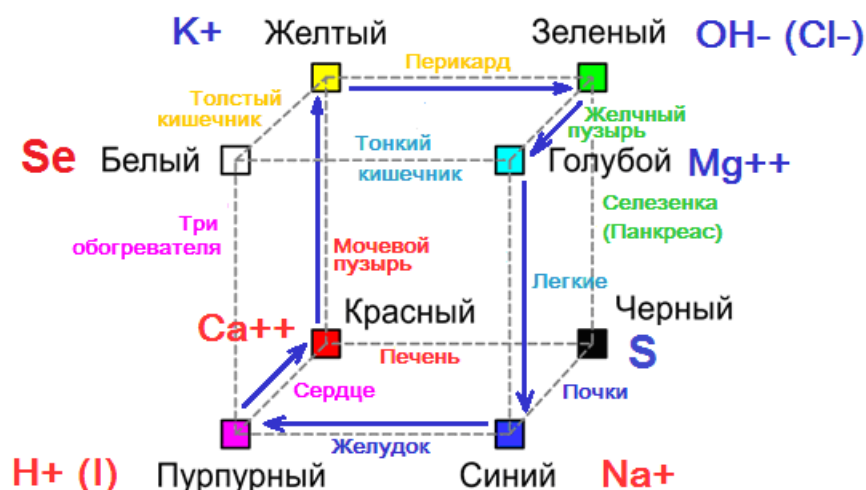 K+ Желтый Зеленый OH- (Cl-)
Перикард
Толстый
кишечник
Желчный
пузырь
Se Белый Тонкий
кишечник Голубой Mg++
Три
обогревателя
Селезенка
(Панкреас)
Мочевой
пузырь
Легкие
Ca++ Красный Черный
Печень S
Сердце Почки
Желудок
H+ (I) Пурпурный Синий Na+